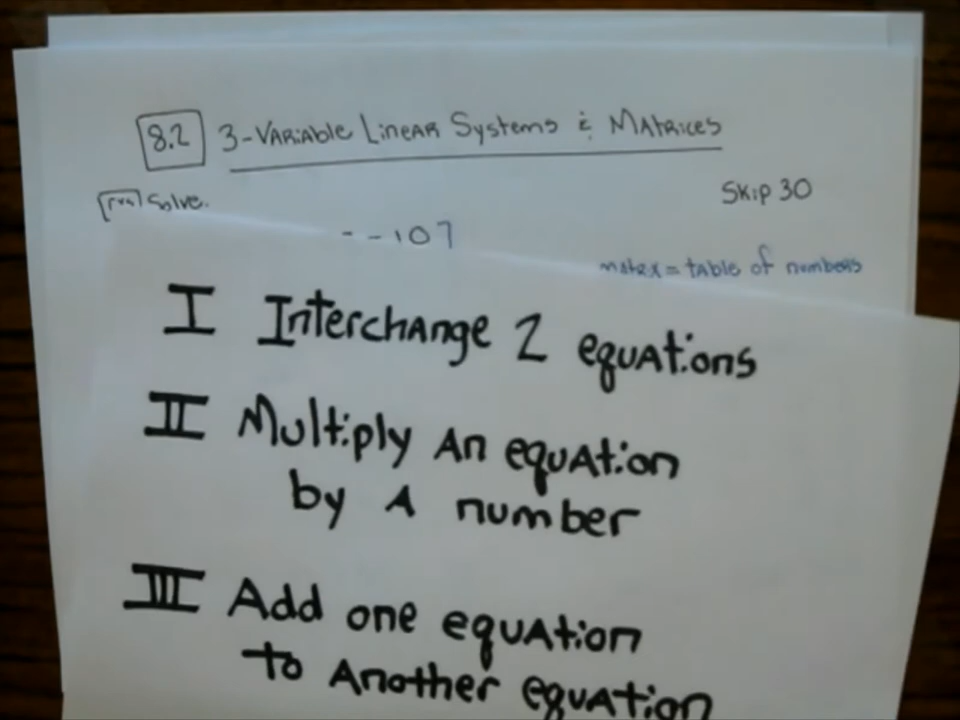 8.2 3-Variable Linear Systems & Matrices
Solve.
Skip 30
107
matrix = table of numbers
I Interchange 2 equations
II Multiply an equation
by a number
III Add one equation
to another equation